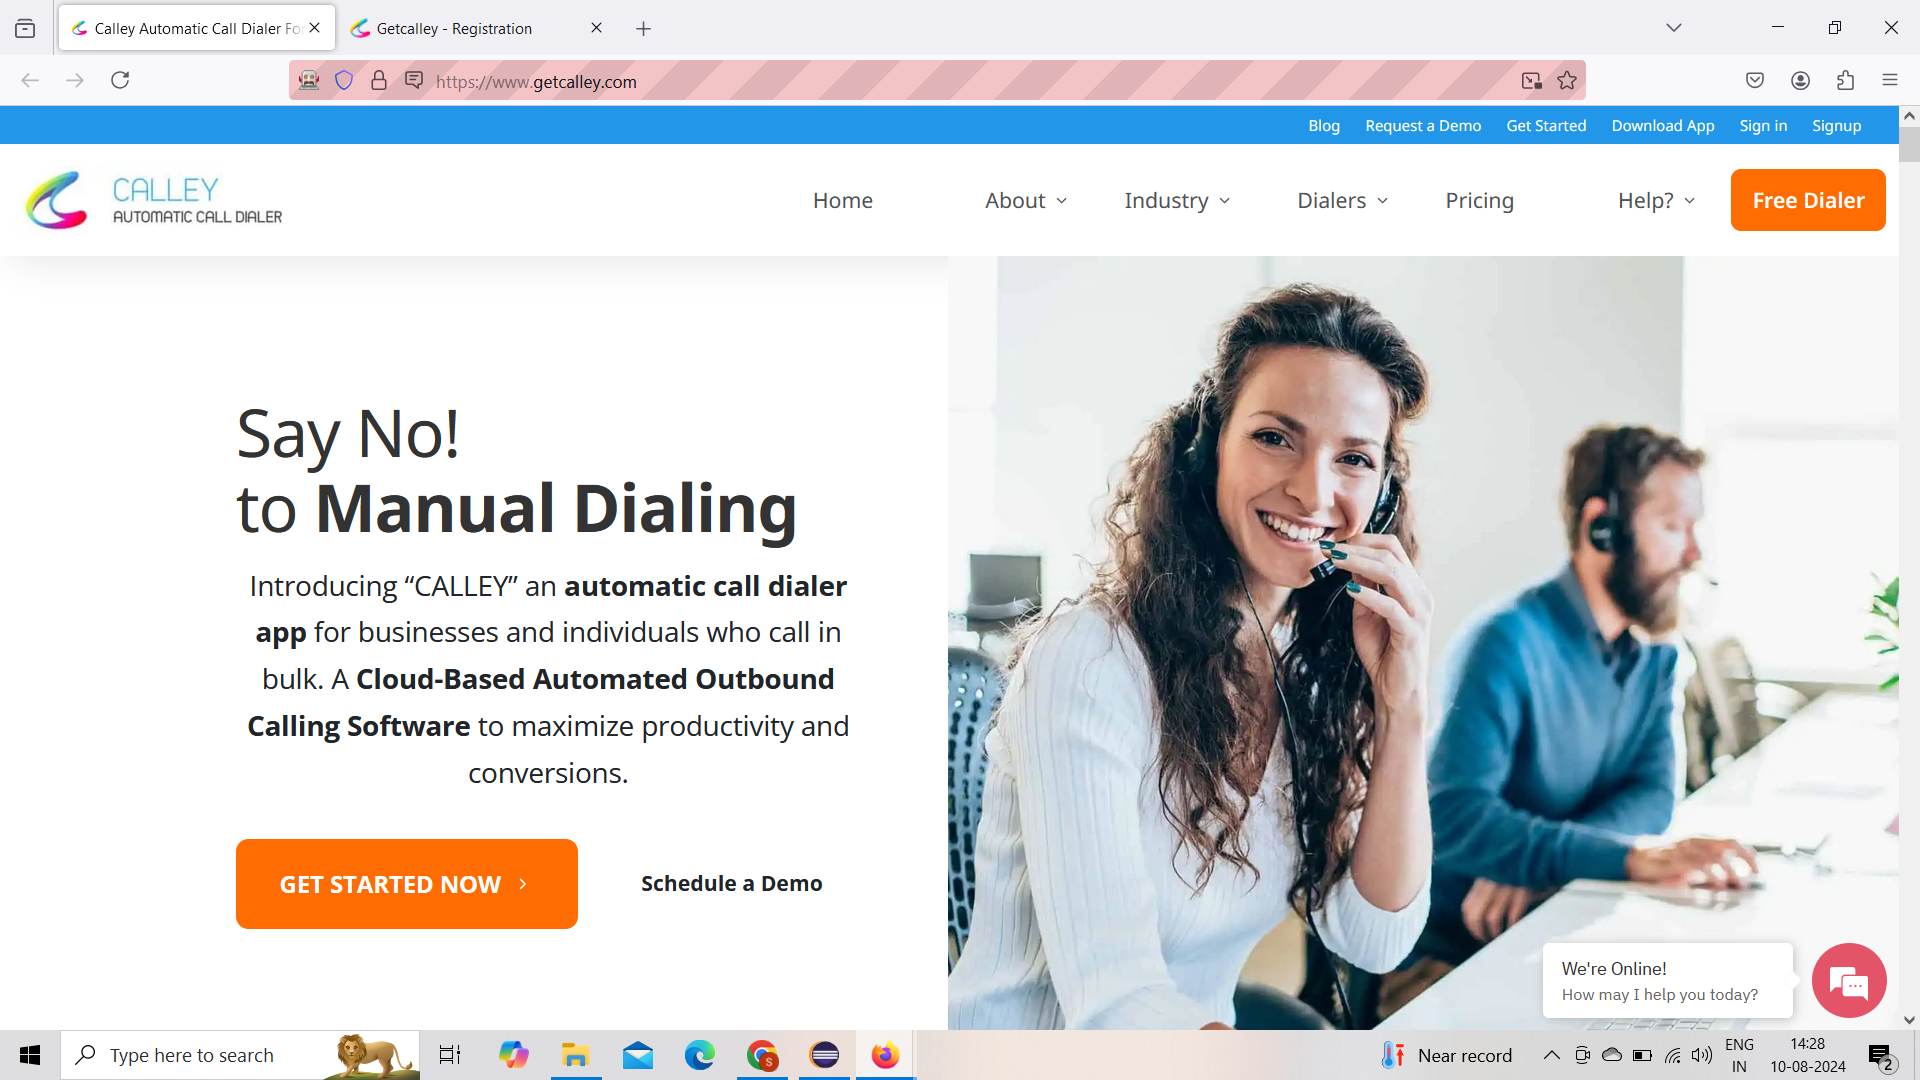 Calley Automatic Call Dialer Fo
Getcalley - Registration
https://www.getcalley.com
Blog Request a Demo Get Started Download App Sign in Signup
CALLEY
AUTOMATIC CALL DIALER
Home About Industry Dialers Pricing Help? Free Dialer
Say No!
to Manual Dialing
Introducing “CALLEY” an automatic call dialer
app for businesses and individuals who call in
bulk. A Cloud-Based Automated Outbound
Calling Software to maximize productivity and
conversions.
GET STARTED NOW
Schedule a Demo
We're Online!
How may I help you today?
Type here to search
S
Near record
ENG
IN
14:28
10-08-2024
2